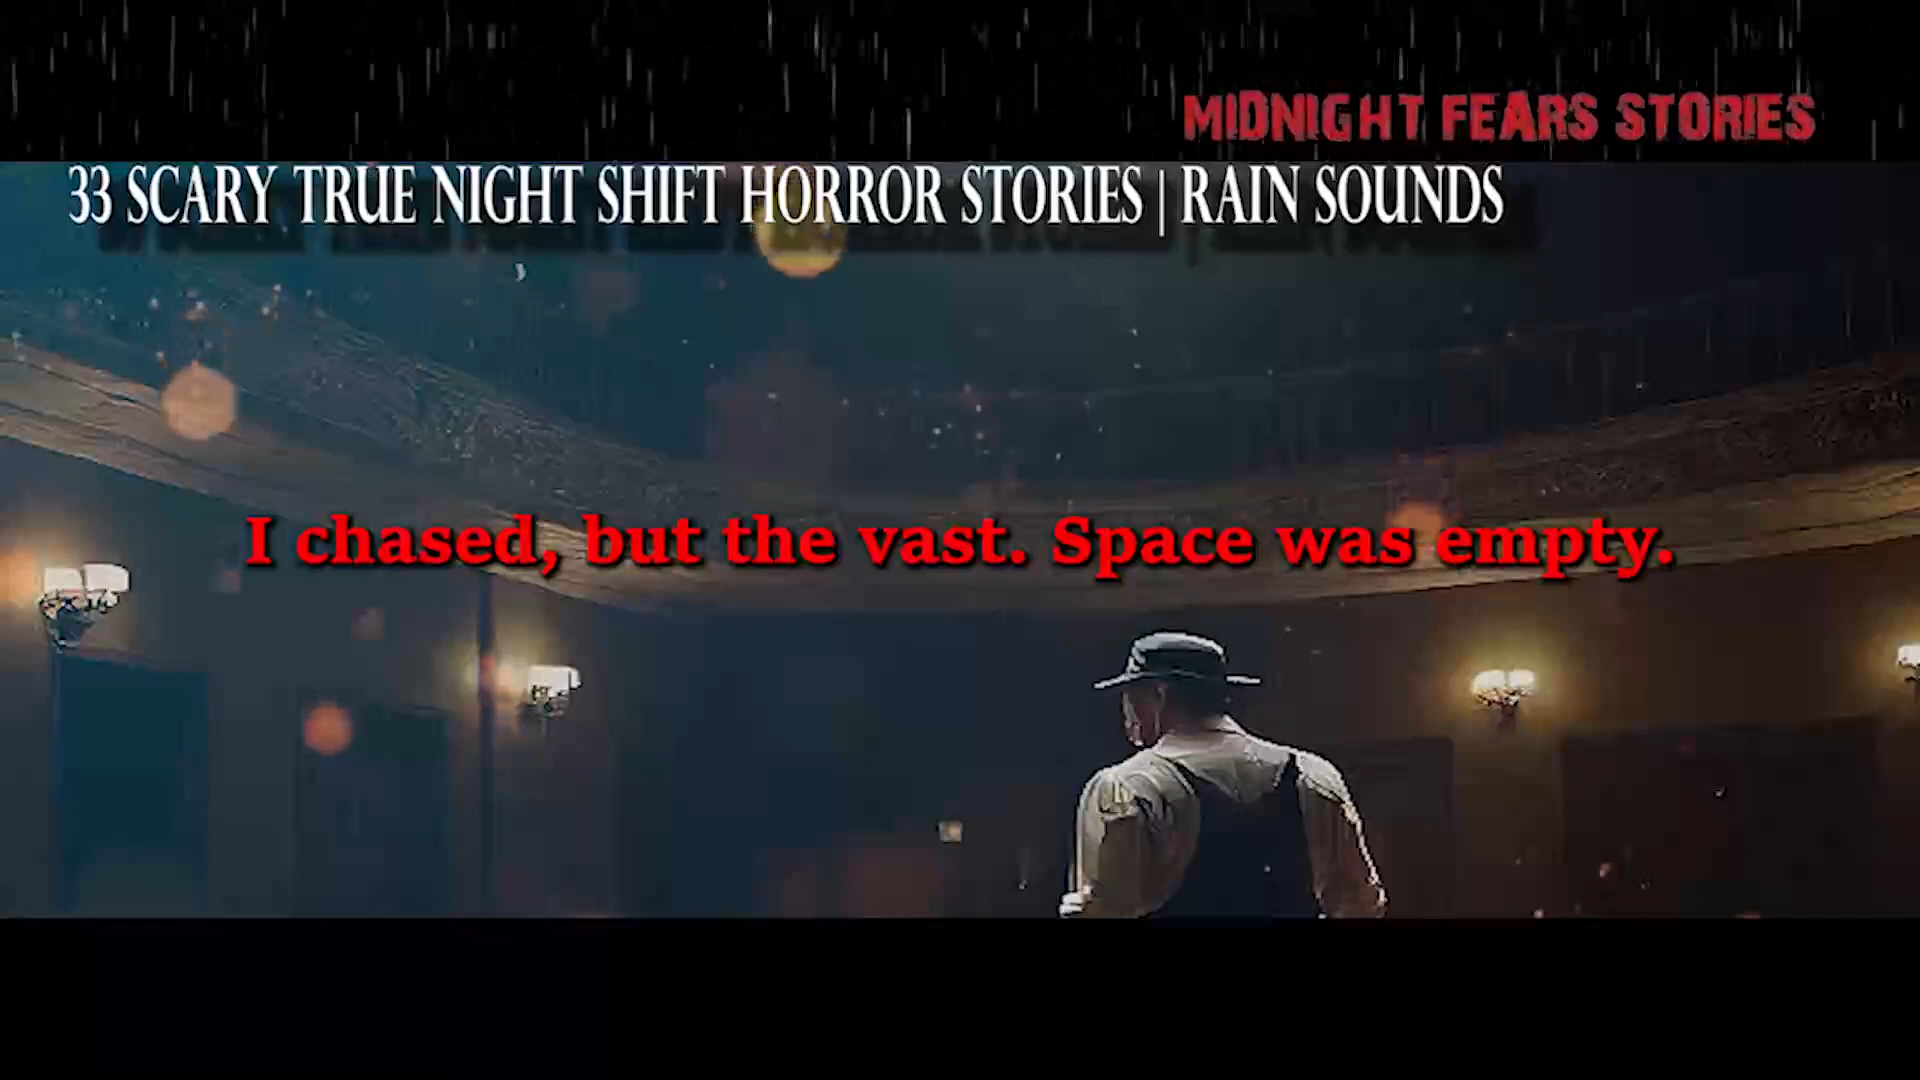 MIDNIGHT FEARS STORIES
33 SCARY TRUE NIGHT SHIFT HORROR STORIES | RAIN SOUNDS
I chased, but the vast. Space was empty.